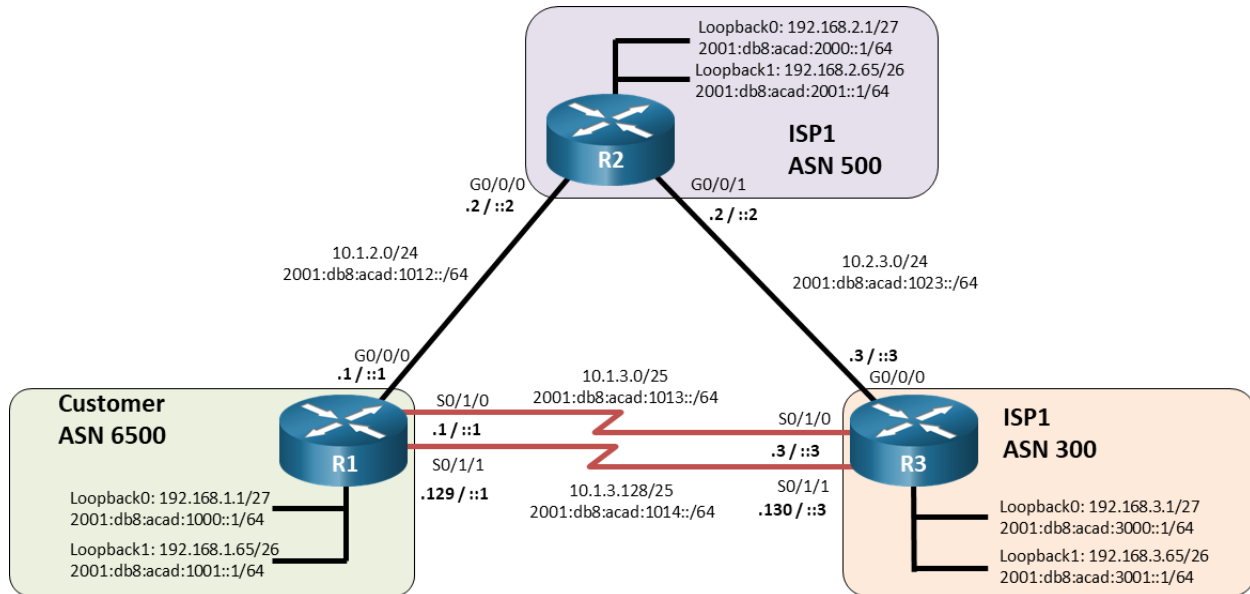 Loopback0: 192.168.2.1/27
2001:db8:acad:2000::1/64
Loopback1: 192.168.2.65/26
2001:db8:acad:2001::1/64
ISP1
ASN 500
R2
G0/0/0
.2 / ::2
G0/0/1
.2 / ::2
10.1.2.0/24
2001:db8:acad:1012::/64
10.2.3.0/24
2001:db8:acad:1023::/64
G0/0/0
.1 / ::1
.3 / ::3
G0/0/0
Customer
ASN 6500
R1
S0/1/0
.1 / ::1
10.1.3.0/25
2001:db8:acad:1013::/64
S0/1/0
.3 / ::3
ISP1
ASN 300
R3
S0/1/1
.129 / ::1
10.1.3.128/25
2001:db8:acad:1014::/64
S0/1/1
.130 / ::3
Loopback0: 192.168.1.1/27
2001:db8:acad:1000::1/64
Loopback1: 192.168.1.65/26
2001:db8:acad:1001::1/64
Loopback0: 192.168.3.1/27
2001:db8:acad:3000::1/64
Loopback1: 192.168.3.65/26
2001:db8:acad:3001::1/64